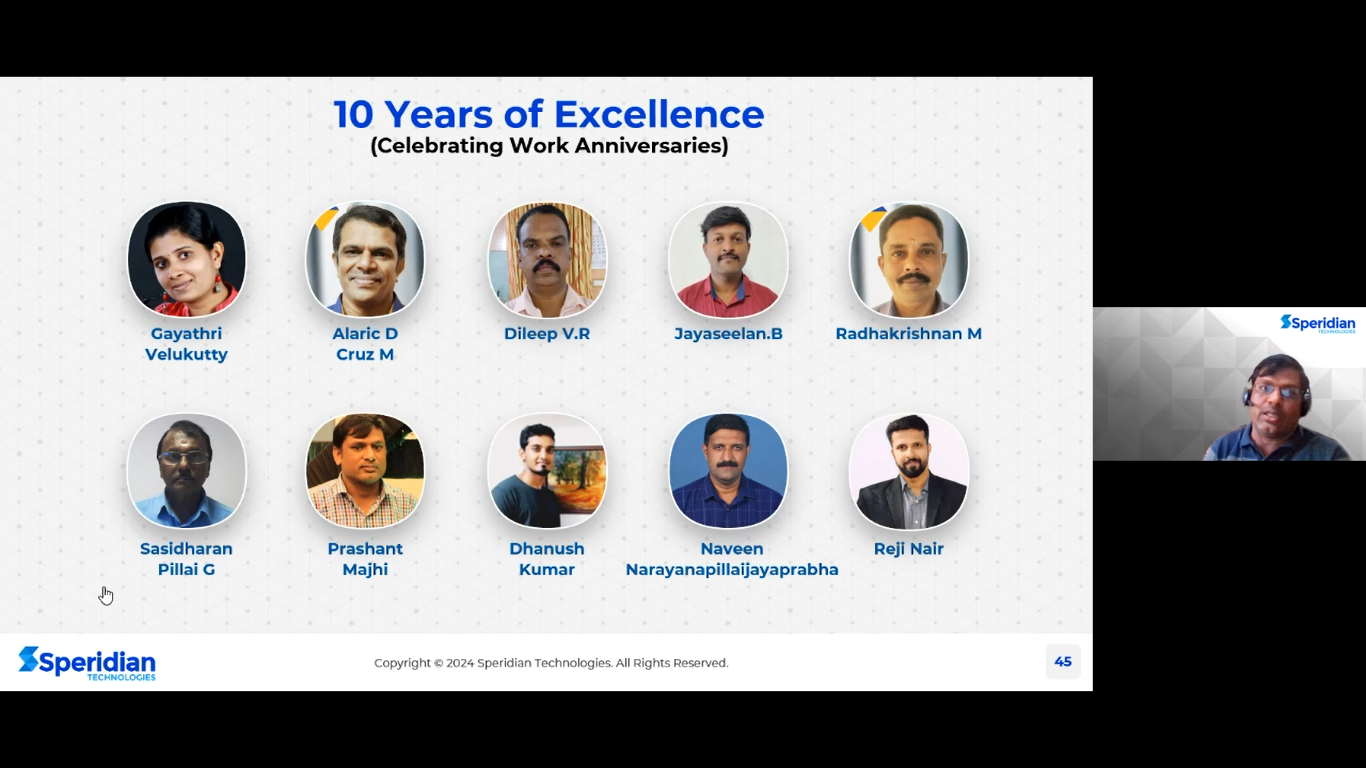 10 Years of Excellence
(Celebrating Work Anniversaries)
Gayathri
Velukutty
Alaric D
Cruz M
Dileep V.R
Jayaseelan.B
Radhakrishnan M
Speridian
TECHNOLOGIES
Sasidharan
Pillai G
Prashant
Majhi
Dhanush
Kumar
Naveen
Narayanapillaijayaprabha
Reji Nair
Speridian
TECHNOLOGIES
Copyright © 2024 Speridian Technologies. All Rights Reserved.
45